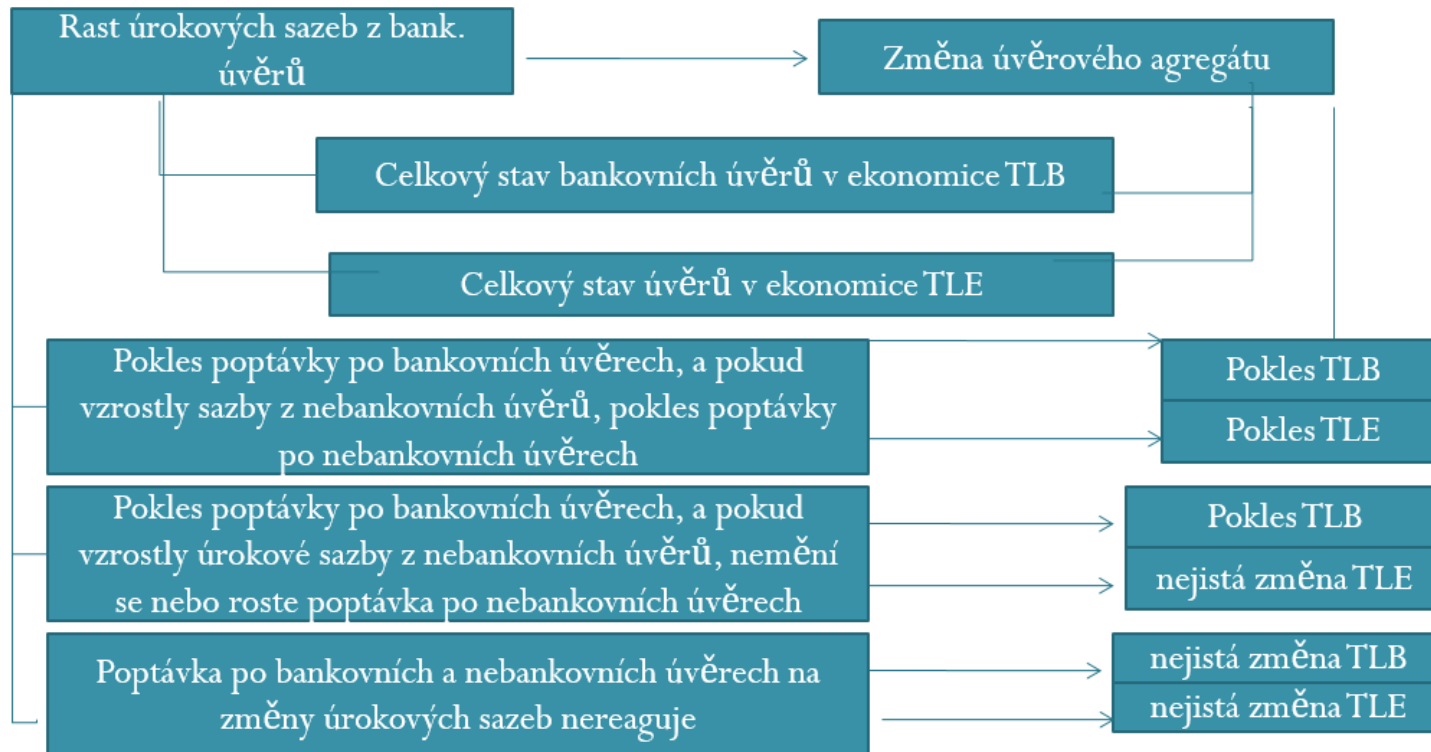 Rast úrokových sazeb z bank.
úvěrů
Změna úvěrového agregátu
Celkový stav bankovních úvěrů v ekonomice TLB
Celkový stav úvěrů v ekonomice TLE
Pokles poptávky po bankovních úvěrech, a pokud
vzrostly sazby z nebankovních úvěrů, pokles poptávky
po nebankovních úvěrech
Pokles TLB
Pokles TLE
Pokles poptávky po bankovních úvěrech, a pokud
vzrostly úrokové sazby z nebankovních úvěrů, nemění
se nebo roste poptávka po nebankovních úvěrech
Pokles TLB
nejistá změna TLE
Poptávka po bankovních a nebankovních úvěrech na
změny úrokových sazeb nereaguje
nejistá změna TLB
nejistá změna TLE